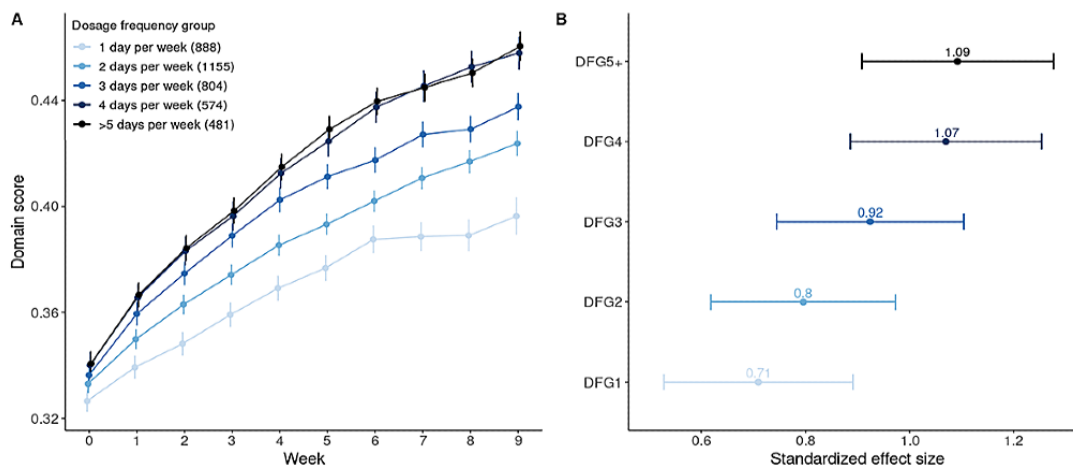 A
Dosage frequency group
1 day per week (888)
2 days per week (1155)
3 days per week (804)
4 days per week (574)
>5 days per week (481)
Domain score
0.44
0.40
0.36
0.32
0 1 2 3 4 5 6 7 8 9
Week
B
DFG5+ 1.09
DFG4 1.07
DFG3 0.92
DFG2 0.8
DFG1 0.71
0.6 0.8 1.0 1.2
Standardized effect size